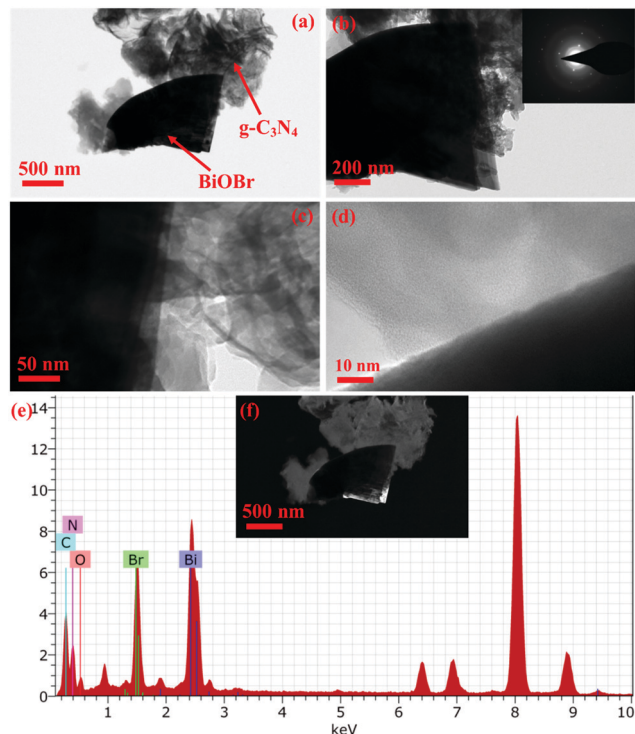 (a)
g-C₃N₄
BiOBr
500 nm
(b)
200 nm
(c)
50 nm
(d)
10 nm
(e)
(f)
500 nm
14
12
10
8
6
4
2
0
N
C
O
Br
Bi
1 2 3 4 5 6 7 8 9 10
keV